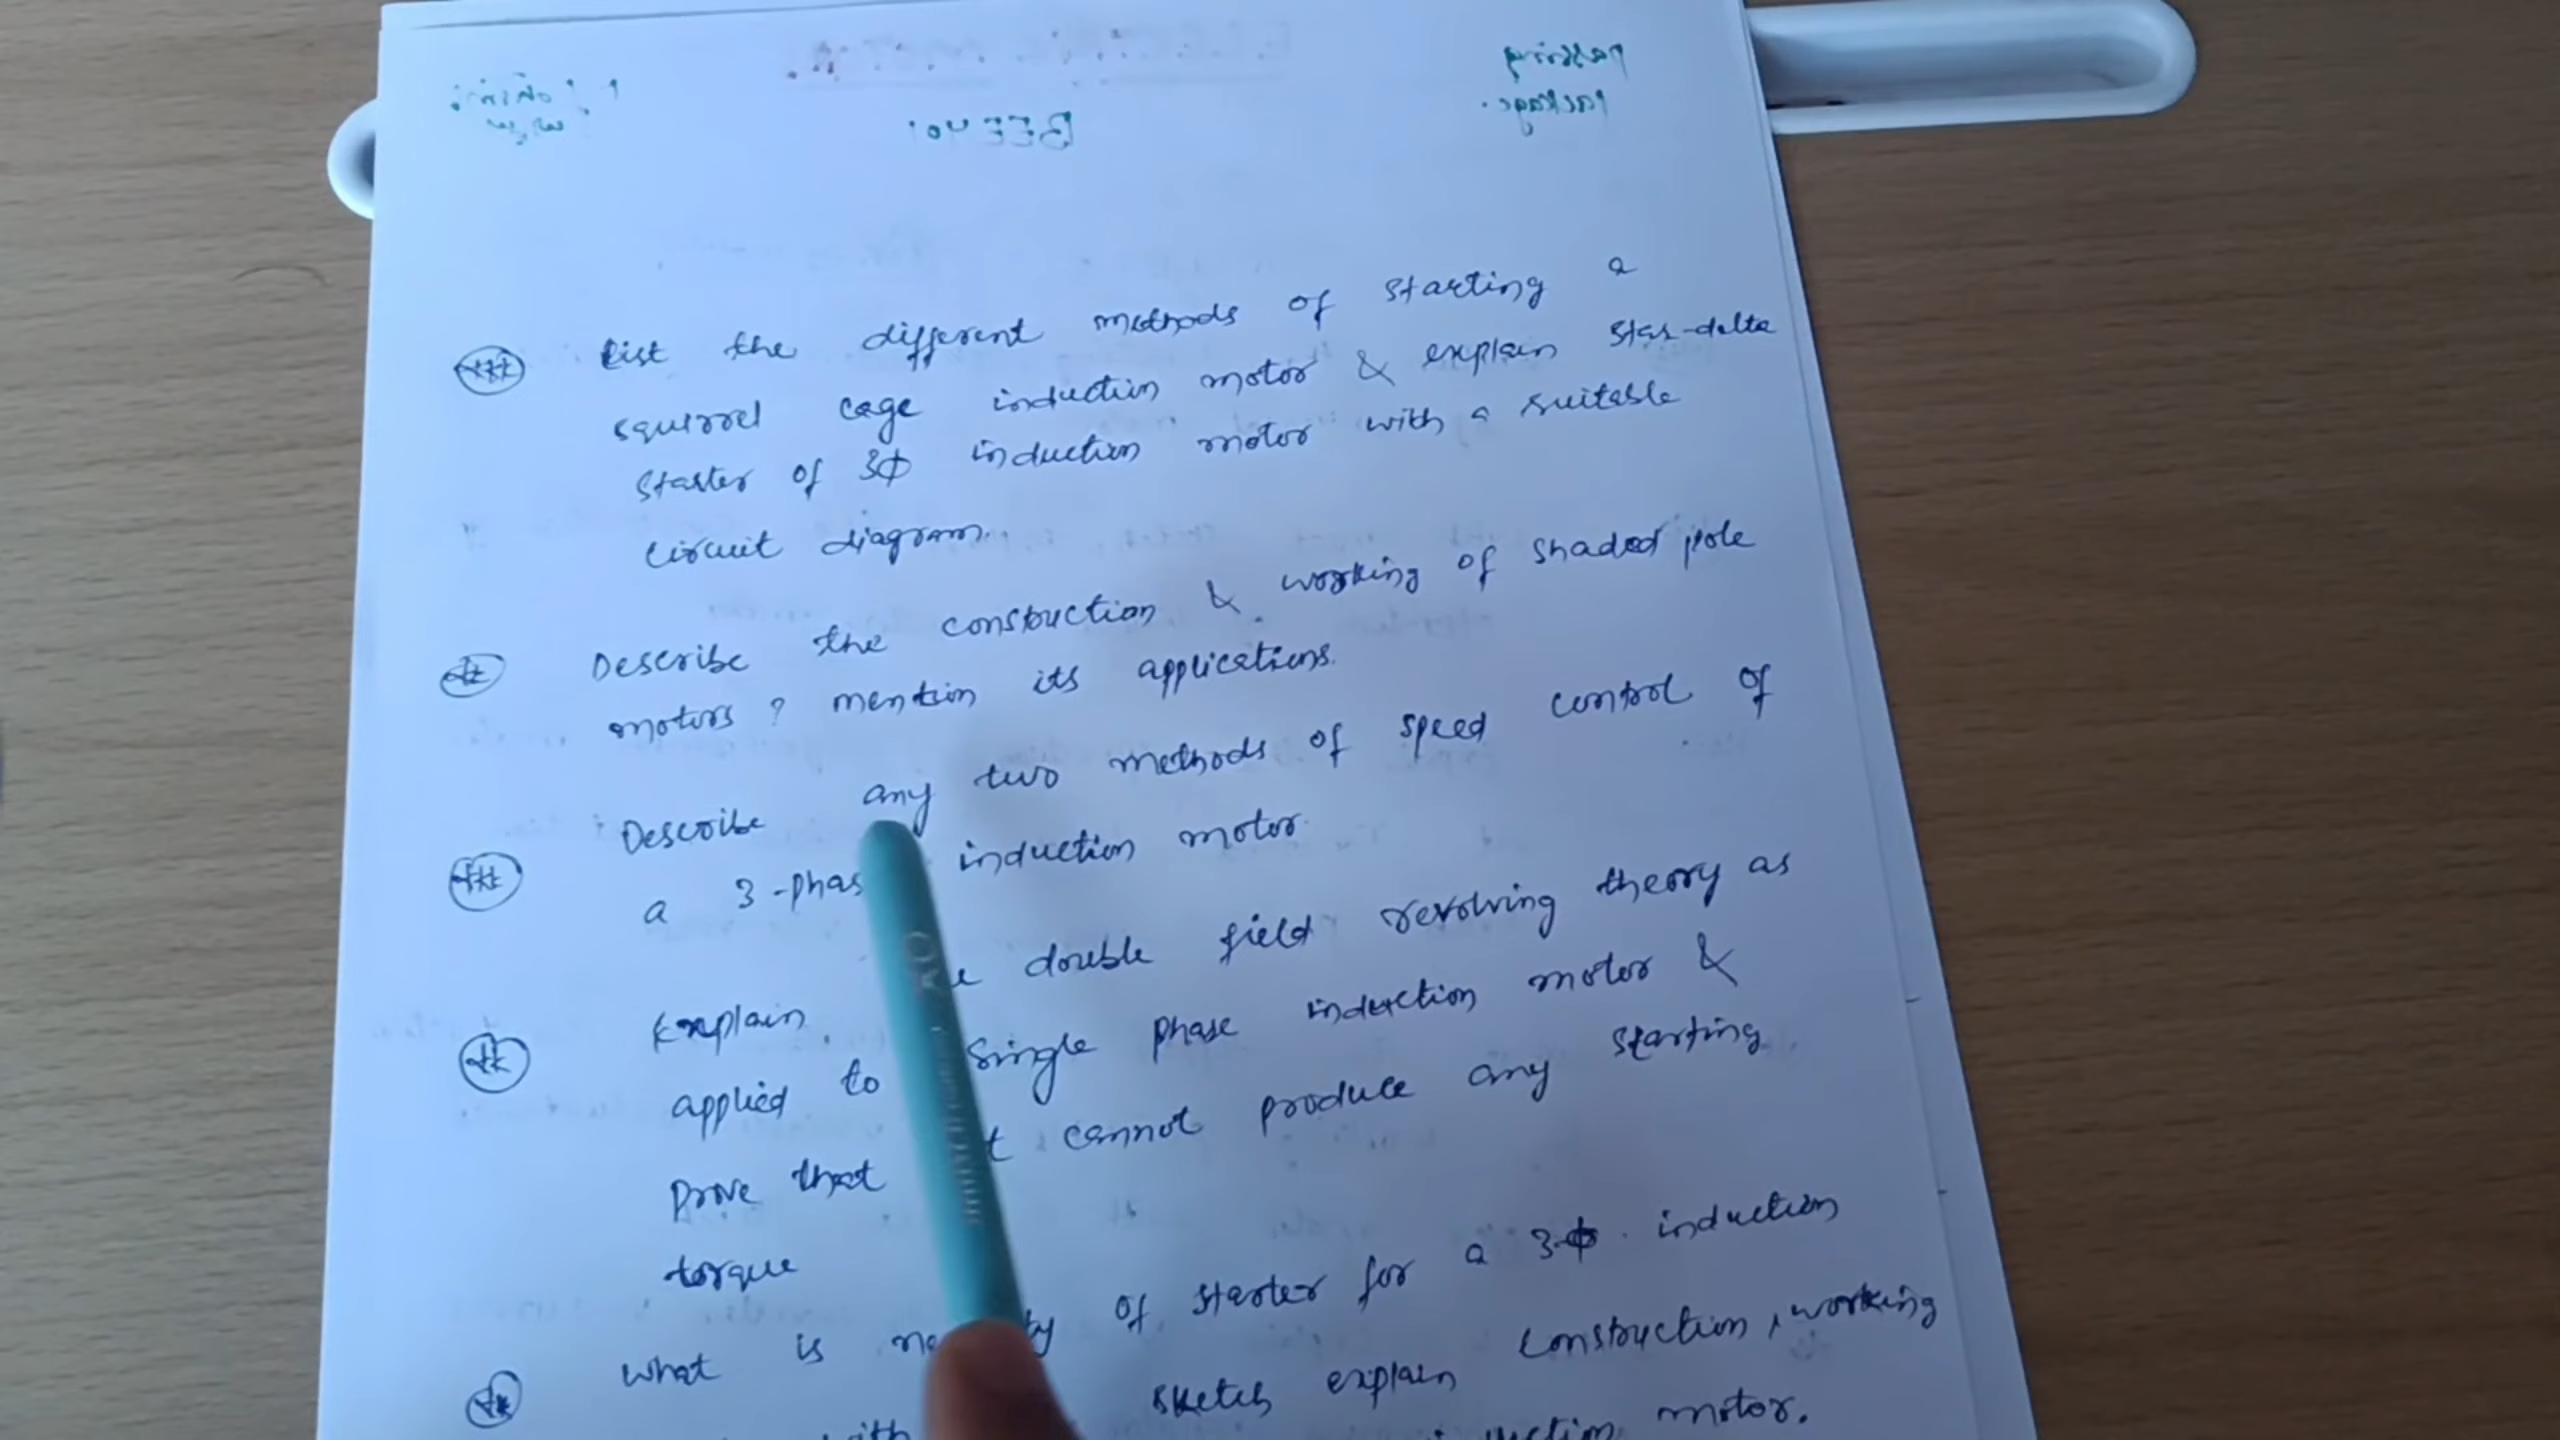 passing
package.
BEE401
List the different methods of starting a
squirrel cage induction motor & explain star-delta
starter of 3ϕ induction motor with a suitable
circuit diagram.
Describe the construction & working of shaded pole
motors? mention its applications.
Describe any two methods of speed control of
a 3-phas induction motor.
Explain double field revolving theory as
applied to single phase induction motor &
prove that cannot produce any starting
torque
what is of starter for a 3-ϕ induction
sketch explain construction, working
motor.